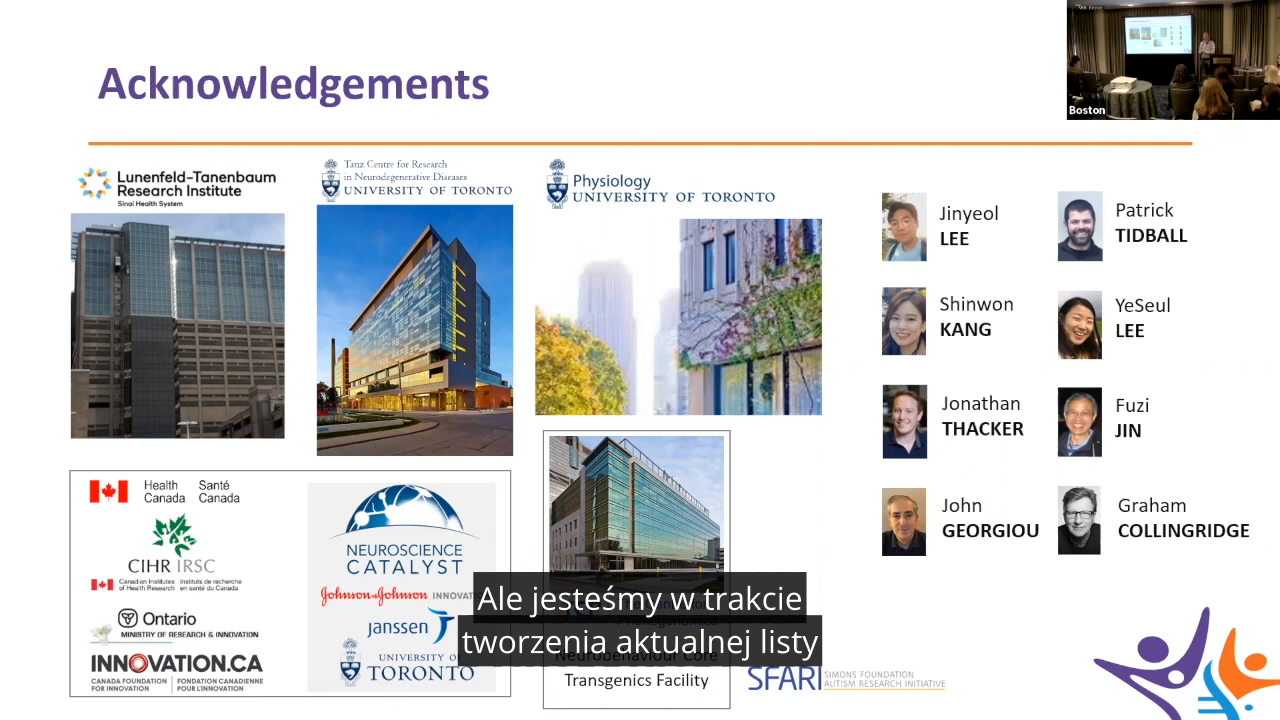 Acknowledgements
Boston
Lunenfeld-Tanenbaum
Research Institute
Sinai Health System
Tanz Centre for Research
in Neurodegenerative Diseases
UNIVERSITY OF TORONTO
Physiology
UNIVERSITY OF TORONTO
Jinyeol
LEE
Patrick
TIDBALL
Shinwon
KANG
YeSeul
LEE
Jonathan
THACKER
Fuzi
JIN
John
GEORGIOU
Graham
COLLINGRIDGE
Health
Canada
Santé
Canada
CIHR IRSC
Canadian Institutes
of Health Research
Instituts de recherche
en santé du Canada
Ontario
MINISTRY OF RESEARCH & INNOVATION
INNOVATION.CA
CANADA FOUNDATION
FOR INNOVATION
FONDATION CANADIENNE
POUR L'INNOVATION
NEUROSCIENCE
CATALYST
Johnson & Johnson
janssen
UNIVERSITY OF
TORONTO
Ale jesteśmy w trakcie
tworzenia aktualnej listy
Neurobehaviour Core
Transgenics Facility
SFARI
SIMONS FOUNDATION
AUTISM RESEARCH INITIATIVE